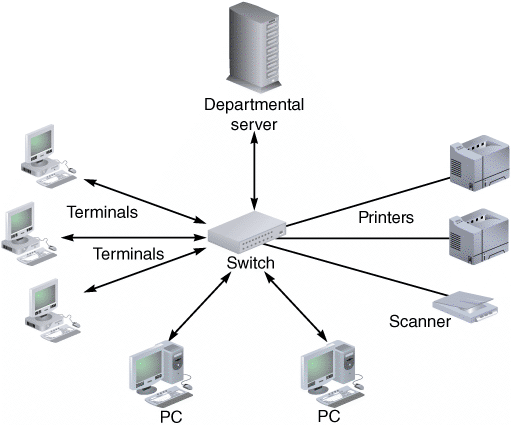 Departmental
server
Terminals
Printers
Terminals
Switch
Scanner
PC
PC